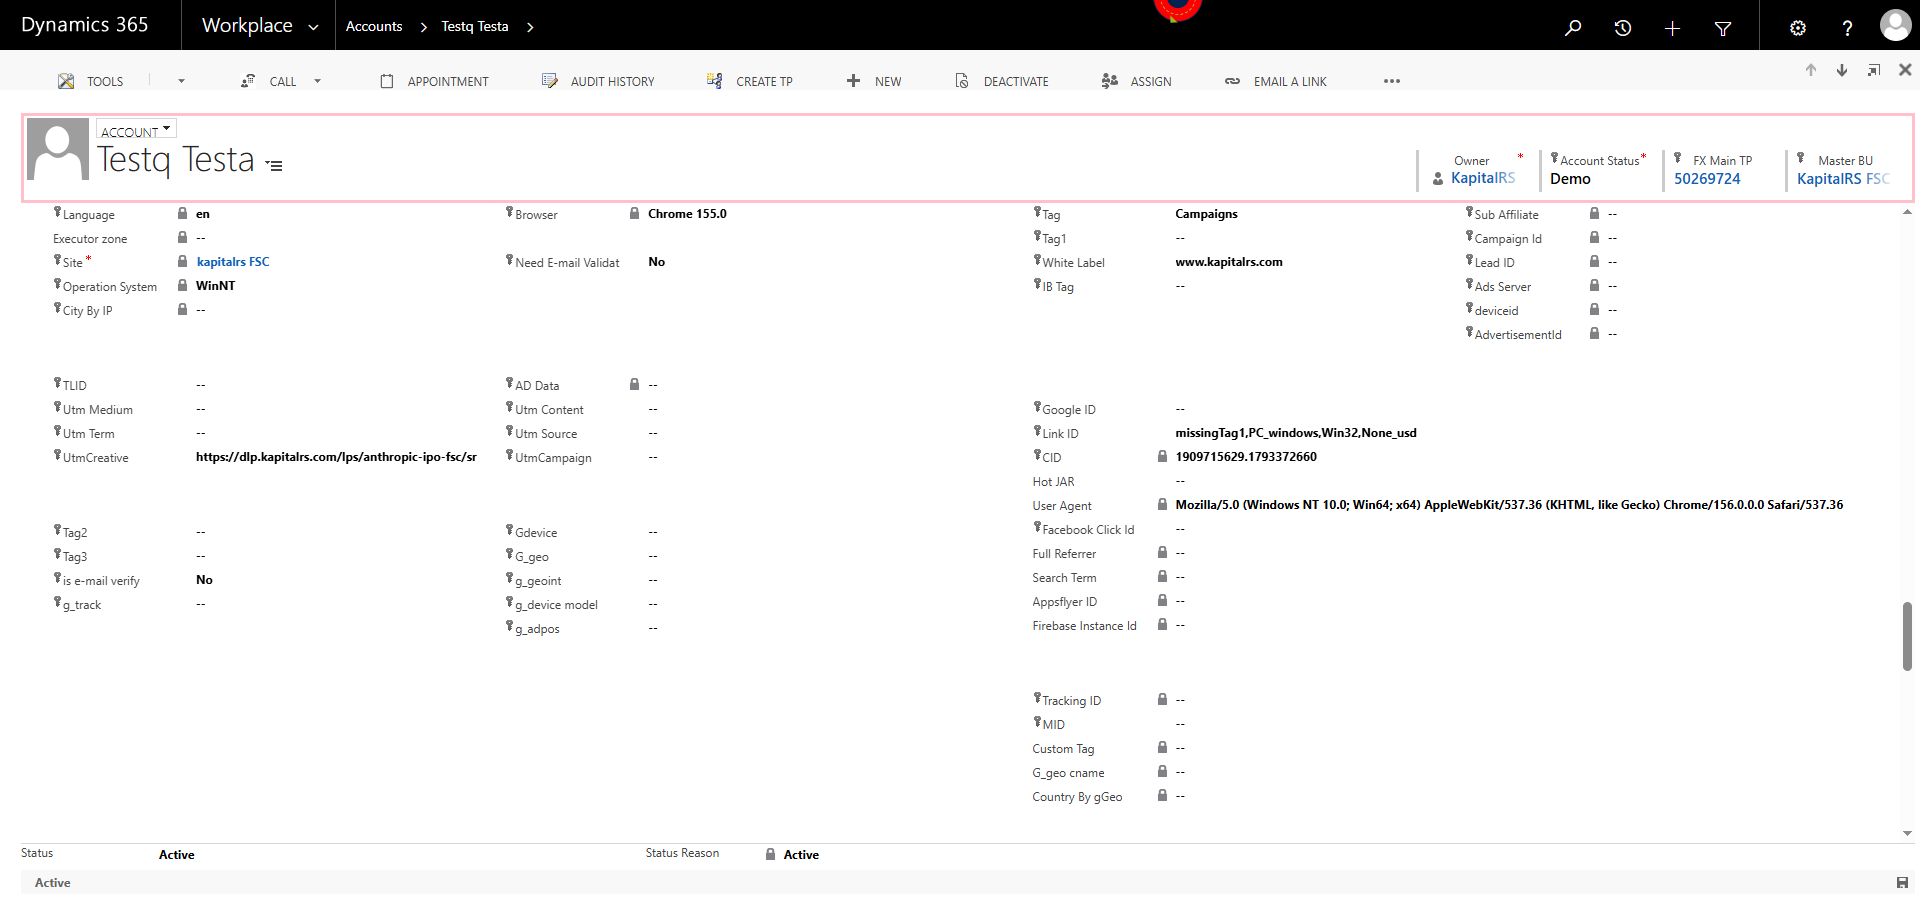 Dynamics 365 Workplace Accounts > Testq Testa >
TOOLS CALL APPOINTMENT AUDIT HISTORY CREATE TP NEW DEACTIVATE ASSIGN EMAIL A LINK •••
ACCOUNT
Testq Testa
Owner * Account Status* FX Main TP Master BU
KapitalRS Demo 50269724 KapitalRS FSC
Language en Browser Chrome 155.0 Tag Campaigns Sub Affiliate --
Executor zone -- Tag1 -- Campaign Id --
Site * kapitalrs FSC Need E-mail Validat No White Label www.kapitalrs.com Lead ID --
Operation System WinNT IB Tag -- Ads Server --
City By IP -- deviceid --
AdvertisementId --
TLID -- AD Data --
Utm Medium -- Utm Content -- Google ID --
Utm Term -- Utm Source -- Link ID missingTag1,PC_windows,Win32,None_usd
UtmCreative https://dlp.kapitalrs.com/lps/anthropic-ipo-fsc/sr UtmCampaign -- CID 1909715629.1793372660
Hot JAR --
User Agent Mozilla/5.0 (Windows NT 10.0; Win64; x64) AppleWebKit/537.36 (KHTML, like Gecko) Chrome/156.0.0.0 Safari/537.36
Tag2 -- Gdevice -- Facebook Click Id --
Tag3 -- G_geo -- Full Referrer --
is e-mail verify No g_geoint -- Search Term --
g_track -- g_device model -- Appsflyer ID --
g_adpos -- Firebase Instance Id --
Tracking ID --
MID --
Custom Tag --
G_geo cname --
Country By gGeo --
Status Active Status Reason Active
Active